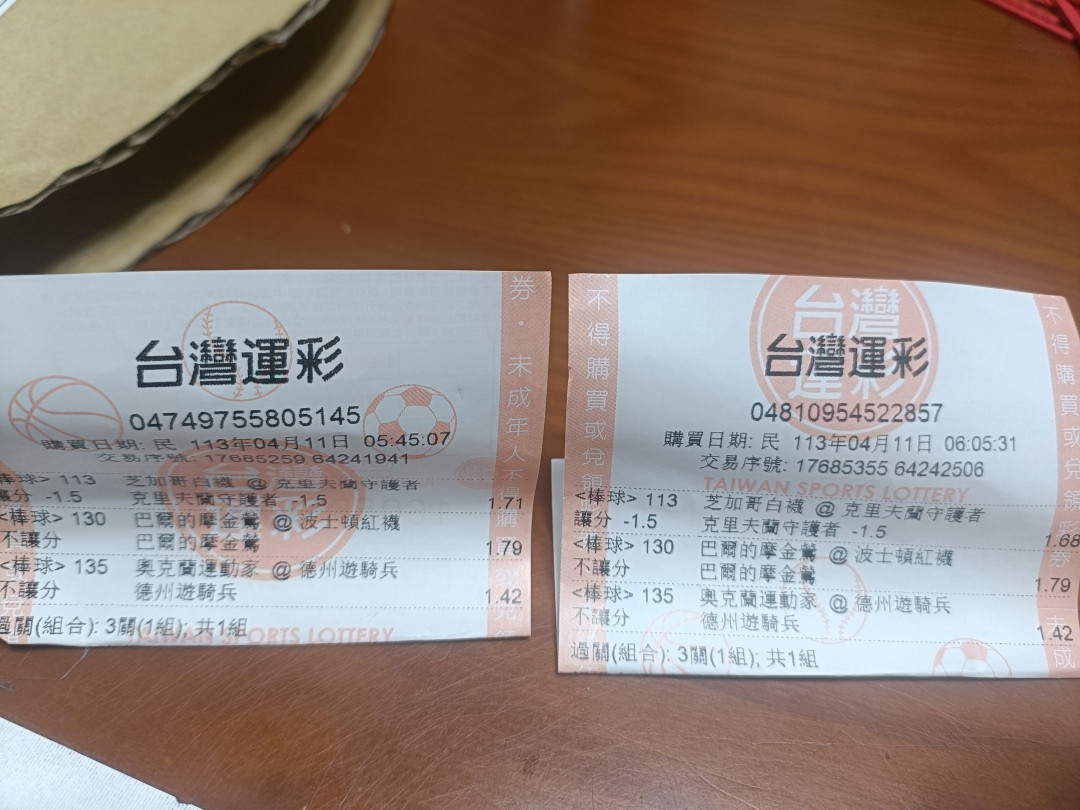 券・未成年人不
購
台灣運彩
04749755805145
購買日期: 民 113年04月11日 05:45:07
交易序號: 17685259 64241941
<棒球> 113 芝加哥白襪 @ 克里夫蘭守護者
讓分 -1.5 克里夫蘭守護者 -1.5 1.71
<棒球> 130 巴爾的摩金鶯 @ 波士頓紅襪
不讓分 巴爾的摩金鶯 1.79
<棒球> 135 奧克蘭運動家 @ 德州遊騎兵
不讓分 德州遊騎兵 1.42
過關(組合): 3關(1組); 共1組
SPORTS LOTTERY
不得購買或兌領
台灣運彩
台灣運彩
04810954522857
購買日期: 民 113年04月11日 06:05:31
交易序號: 17685355 64242506
TAIWAN SPORTS LOTTERY
<棒球> 113 芝加哥白襪 @ 克里夫蘭守護者
讓分 -1.5 克里夫蘭守護者 -1.5 1.68
<棒球> 130 巴爾的摩金鶯 @ 波士頓紅襪
不讓分 巴爾的摩金鶯 1.79
<棒球> 135 奧克蘭運動家 @ 德州遊騎兵
不讓分 德州遊騎兵 1.42
過關(組合): 3關(1組); 共1組
不得購買或兌領彩券・未成